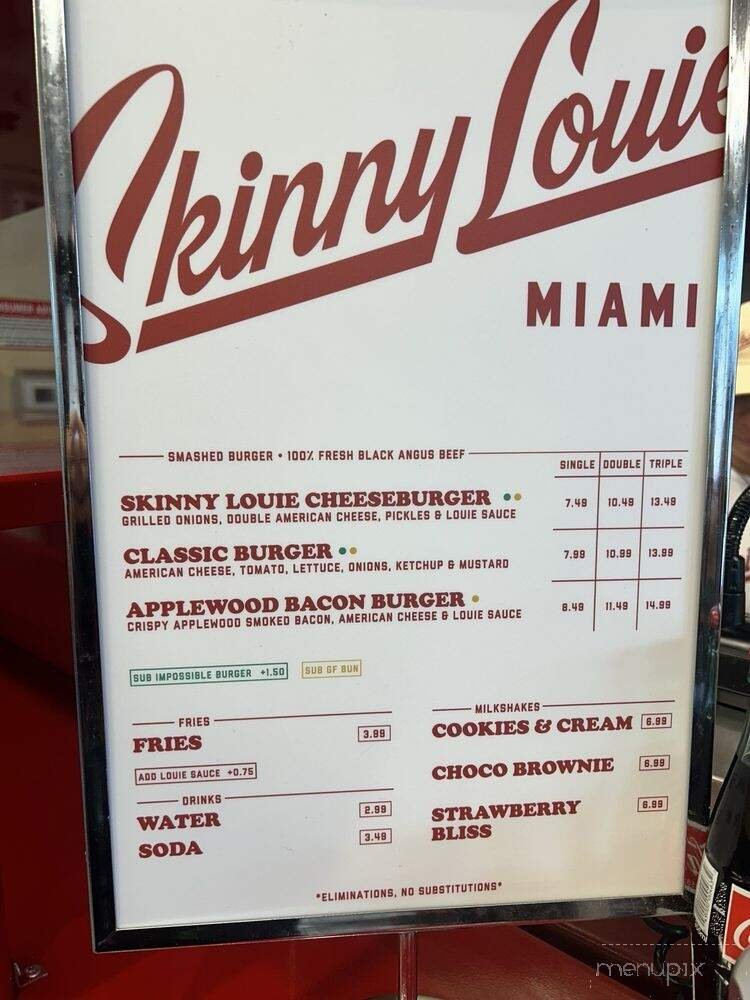 Skinny Louie
MIAMI
SMASHED BURGER • 100% FRESH BLACK ANGUS BEEF
SINGLE DOUBLE TRIPLE
SKINNY LOUIE CHEESEBURGER 7.49 10.49 13.49
GRILLED ONIONS, DOUBLE AMERICAN CHEESE, PICKLES & LOUIE SAUCE
CLASSIC BURGER 7.99 10.99 13.99
AMERICAN CHEESE, TOMATO, LETTUCE, ONIONS, KETCHUP & MUSTARD
APPLEWOOD BACON BURGER 8.49 11.49 14.99
CRISPY APPLEWOOD SMOKED BACON, AMERICAN CHEESE & LOUIE SAUCE
SUB IMPOSSIBLE BURGER +1.50 SUB GF BUN
FRIES
FRIES 3.99
ADD LOUIE SAUCE +0.75
DRINKS
WATER 2.99
SODA 3.49
MILKSHAKES
COOKIES & CREAM 6.99
CHOCO BROWNIE 6.99
STRAWBERRY 6.99
BLISS
*ELIMINATIONS, NO SUBSTITUTIONS*
menupix